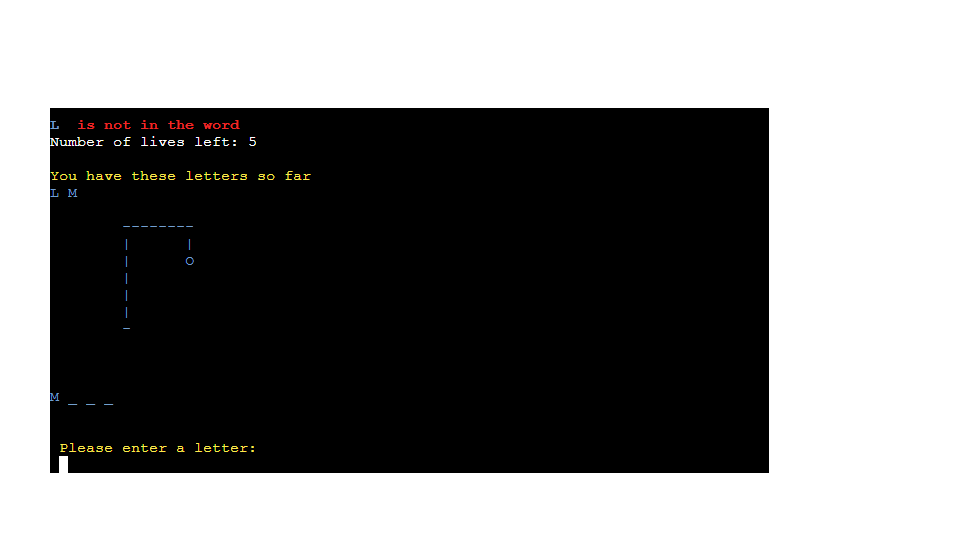 L  is not in the word
Number of lives left: 5
You have these letters so far
L M
--------
|      |
|      O
|
|
|
-
M _ _ _
Please enter a letter: